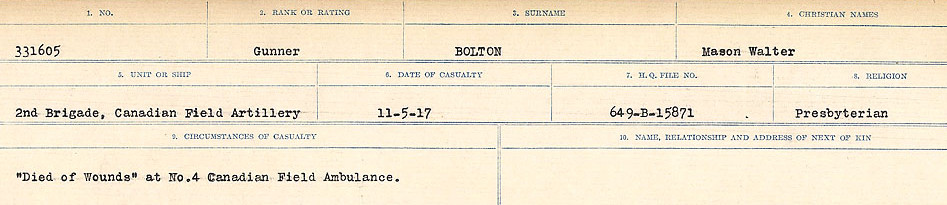 1. NO. 2. RANK OR RATING 3. SURNAME 4. CHRISTIAN NAMES
331605 Gunner BOLTON Mason Walter
5. UNIT OR SHIP 6. DATE OF CASUALTY 7. H.Q. FILE NO. 8. RELIGION
2nd Brigade, Canadian Field Artillery 11-5-17 649-B-15871 . Presbyterian
9. CIRCUMSTANCES OF CASUALTY 10. NAME, RELATIONSHIP AND ADDRESS OF NEXT OF KIN
"Died of Wounds" at No.4 Canadian Field Ambulance.